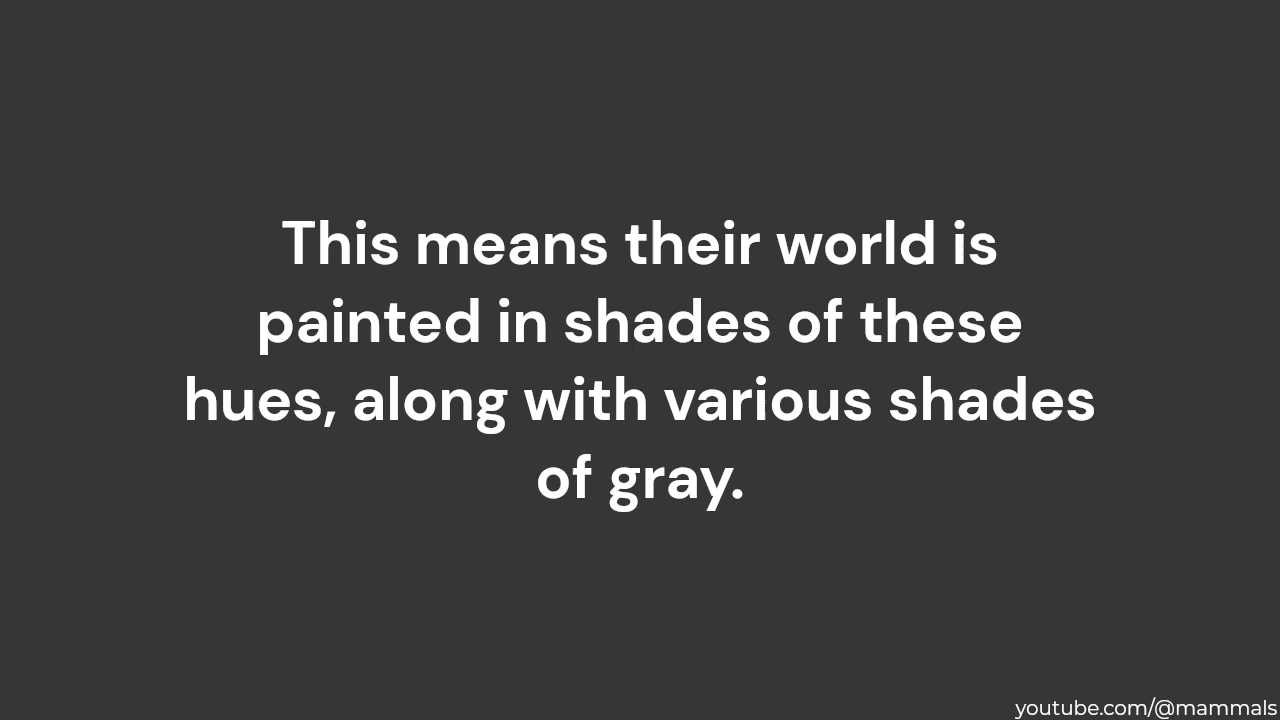 This means their world is
painted in shades of these
hues, along with various shades
of gray.
youtube.com/@mammals